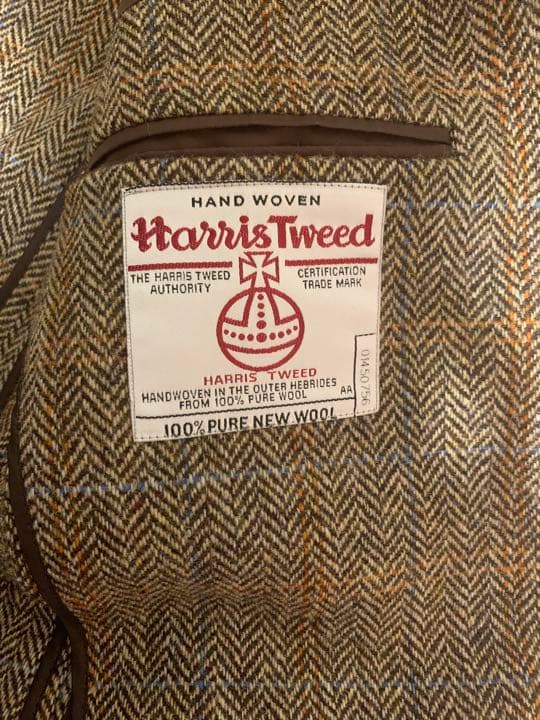 HAND WOVEN
Harris Tweed
THE HARRIS TWEED
AUTHORITY
CERTIFICATION
TRADE MARK
HARRIS TWEED
HANDWOVEN IN THE OUTER HEBRIDES
FROM 100% PURE WOOL
AA
01450756
100% PURE NEW WOOL